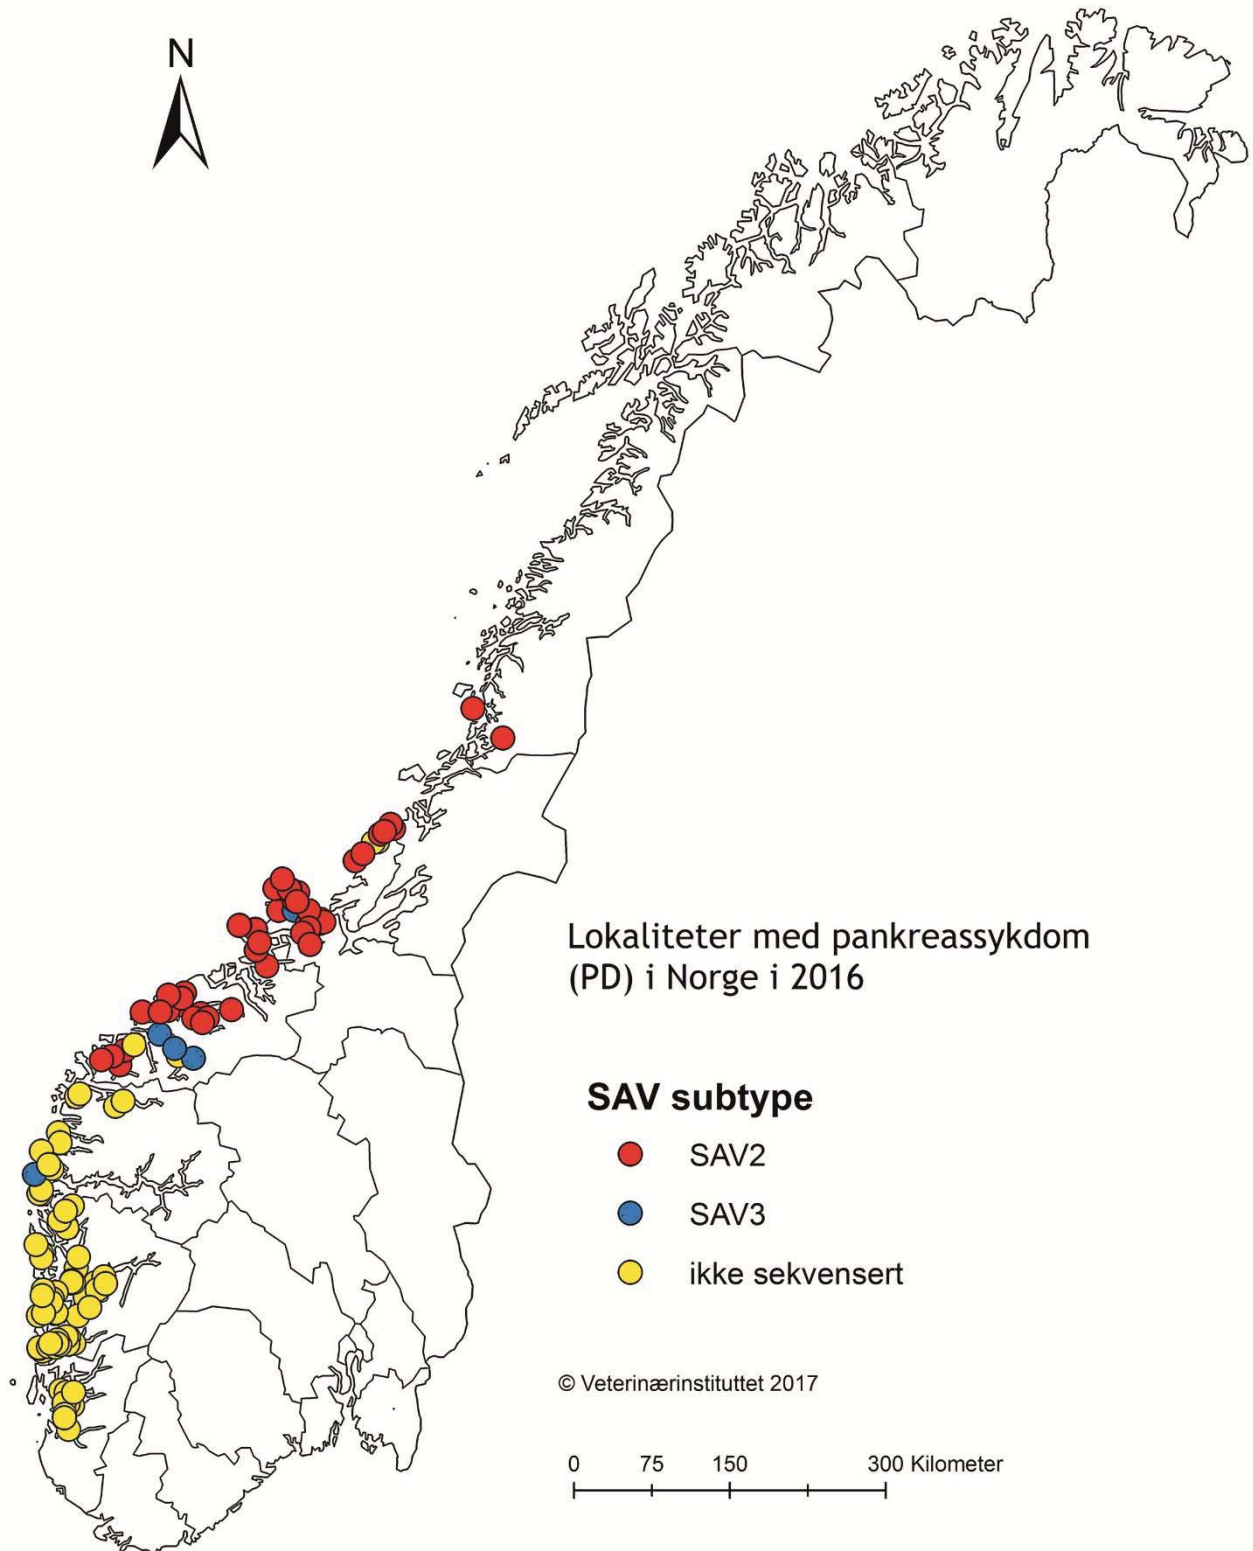 N
Lokaliteter med pankreassykdom
(PD) i Norge i 2016
SAV subtype
SAV2
SAV3
ikke sekvensert
© Veterinærinstituttet 2017
0 75 150 300 Kilometer